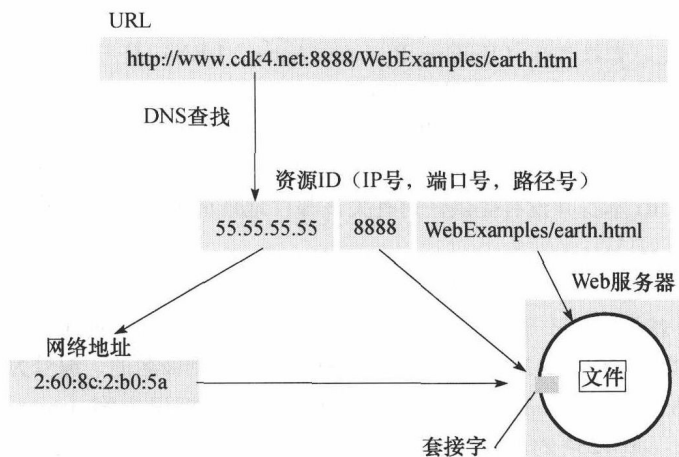 URL
http://www.cdk4.net:8888/WebExamples/earth.html
DNS查找
资源ID（IP号，端口号，路径号）
55.55.55.55
8888
WebExamples/earth.html
Web服务器
网络地址
2:60:8c:2:b0:5a
文件
套接字